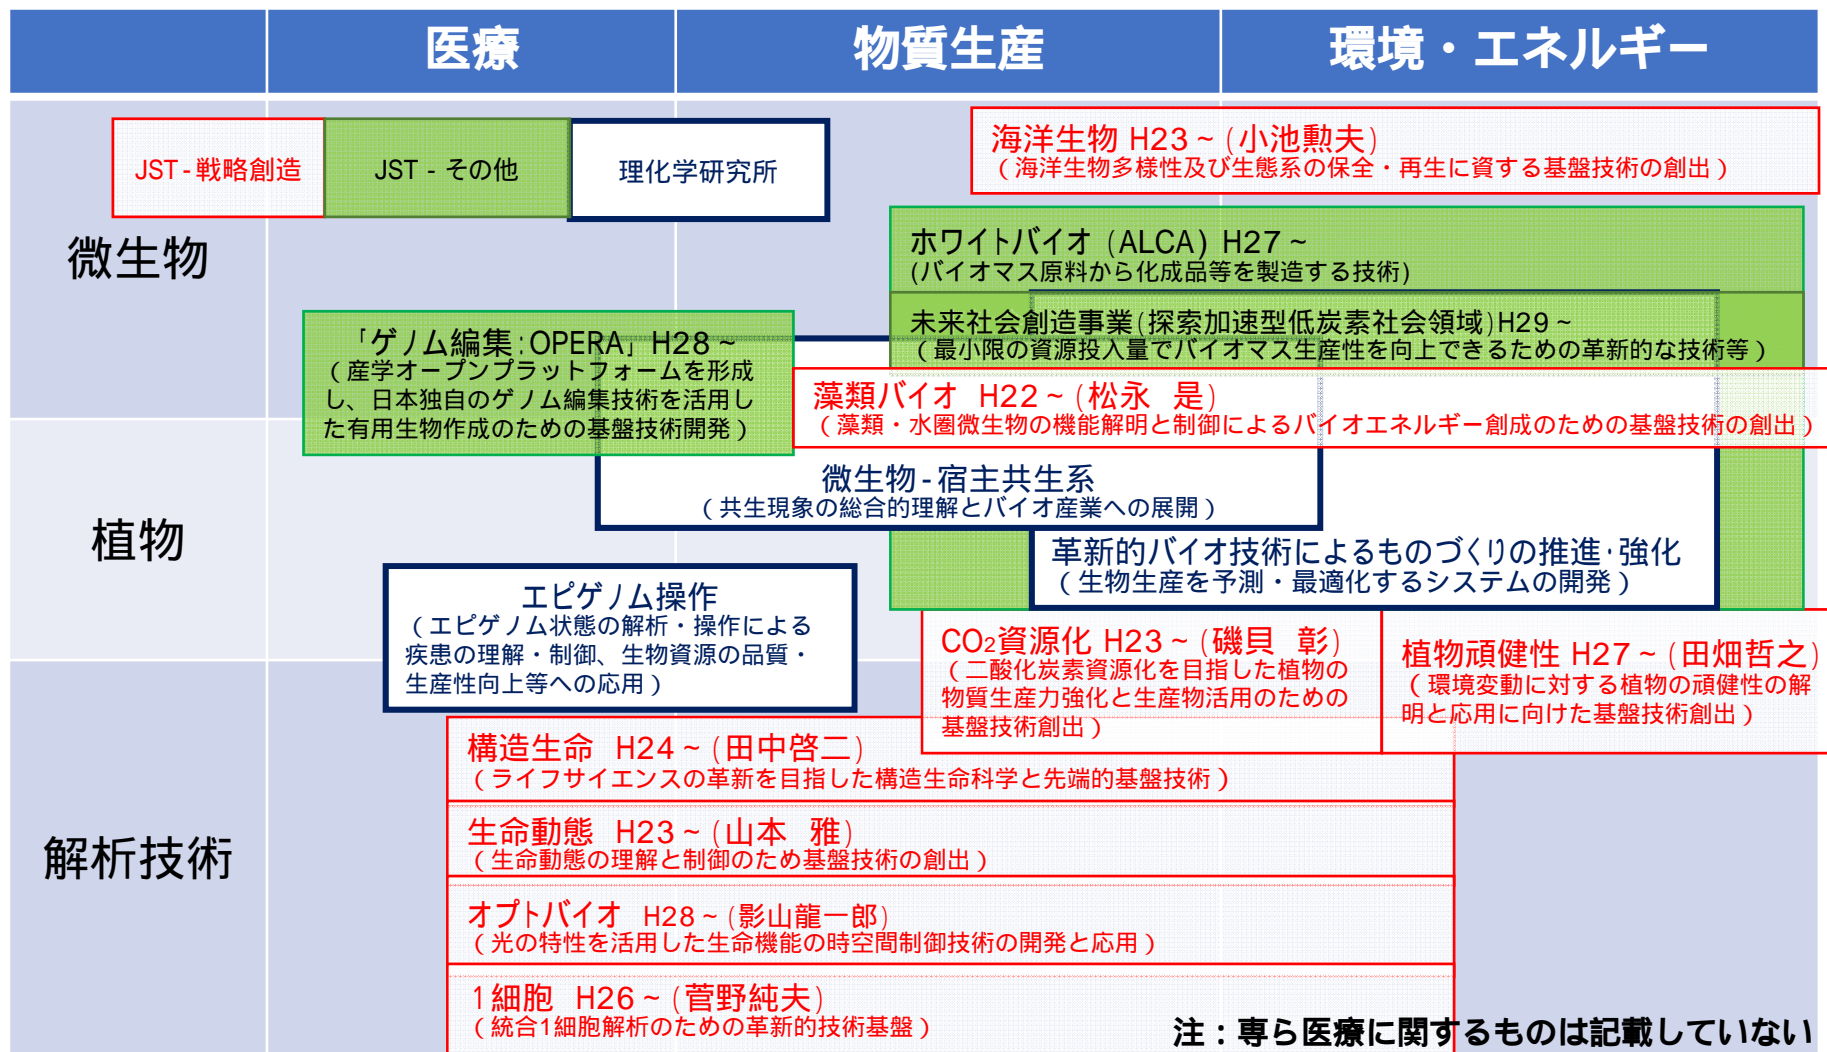 医療
物質生産
環境・エネルギー
微生物
植物
解析技術
JST-戦略創造
JST - その他
理化学研究所
海洋生物 H23～(小池勲夫)
（海洋生物多様性及び生態系の保全・再生に資する基盤技術の創出）
ホワイトバイオ (ALCA) H27～
(バイオマス原料から化成品等を製造する技術)
未来社会創造事業(探索加速型低炭素社会領域)H29～
（最小限の資源投入量でバイオマス生産性を向上できるための革新的な技術等）
「ゲノム編集:OPERA」H28～
（産学オープンプラットフォームを形成
し、日本独自のゲノム編集技術を活用し
た有用生物作成のための基盤技術開発）
藻類バイオ H22～(松永 是)
（藻類・水圏微生物の機能解明と制御によるバイオエネルギー創成のための基盤技術の創出）
微生物-宿主共生系
（共生現象の総合的理解とバイオ産業への展開）
革新的バイオ技術によるものづくりの推進・強化
（生物生産を予測・最適化するシステムの開発）
エピゲノム操作
（エピゲノム状態の解析・操作による
疾患の理解・制御、生物資源の品質・
生産性向上等への応用）
CO₂資源化 H23～(磯貝 彰)
（二酸化炭素資源化を目指した植物の
物質生産力強化と生産物活用のための
基盤技術創出）
植物頑健性 H27～(田畑哲之)
（環境変動に対する植物の頑健性の解
明と応用に向けた基盤技術創出）
構造生命 H24～(田中啓二)
（ライフサイエンスの革新を目指した構造生命科学と先端的基盤技術）
生命動態 H23～(山本 雅)
（生命動態の理解と制御のため基盤技術の創出）
オプトバイオ H28～(影山龍一郎)
（光の特性を活用した生命機能の時空間制御技術の開発と応用）
1細胞 H26～(菅野純夫)
（統合1細胞解析のための革新的技術基盤）
注：専ら医療に関するものは記載していない